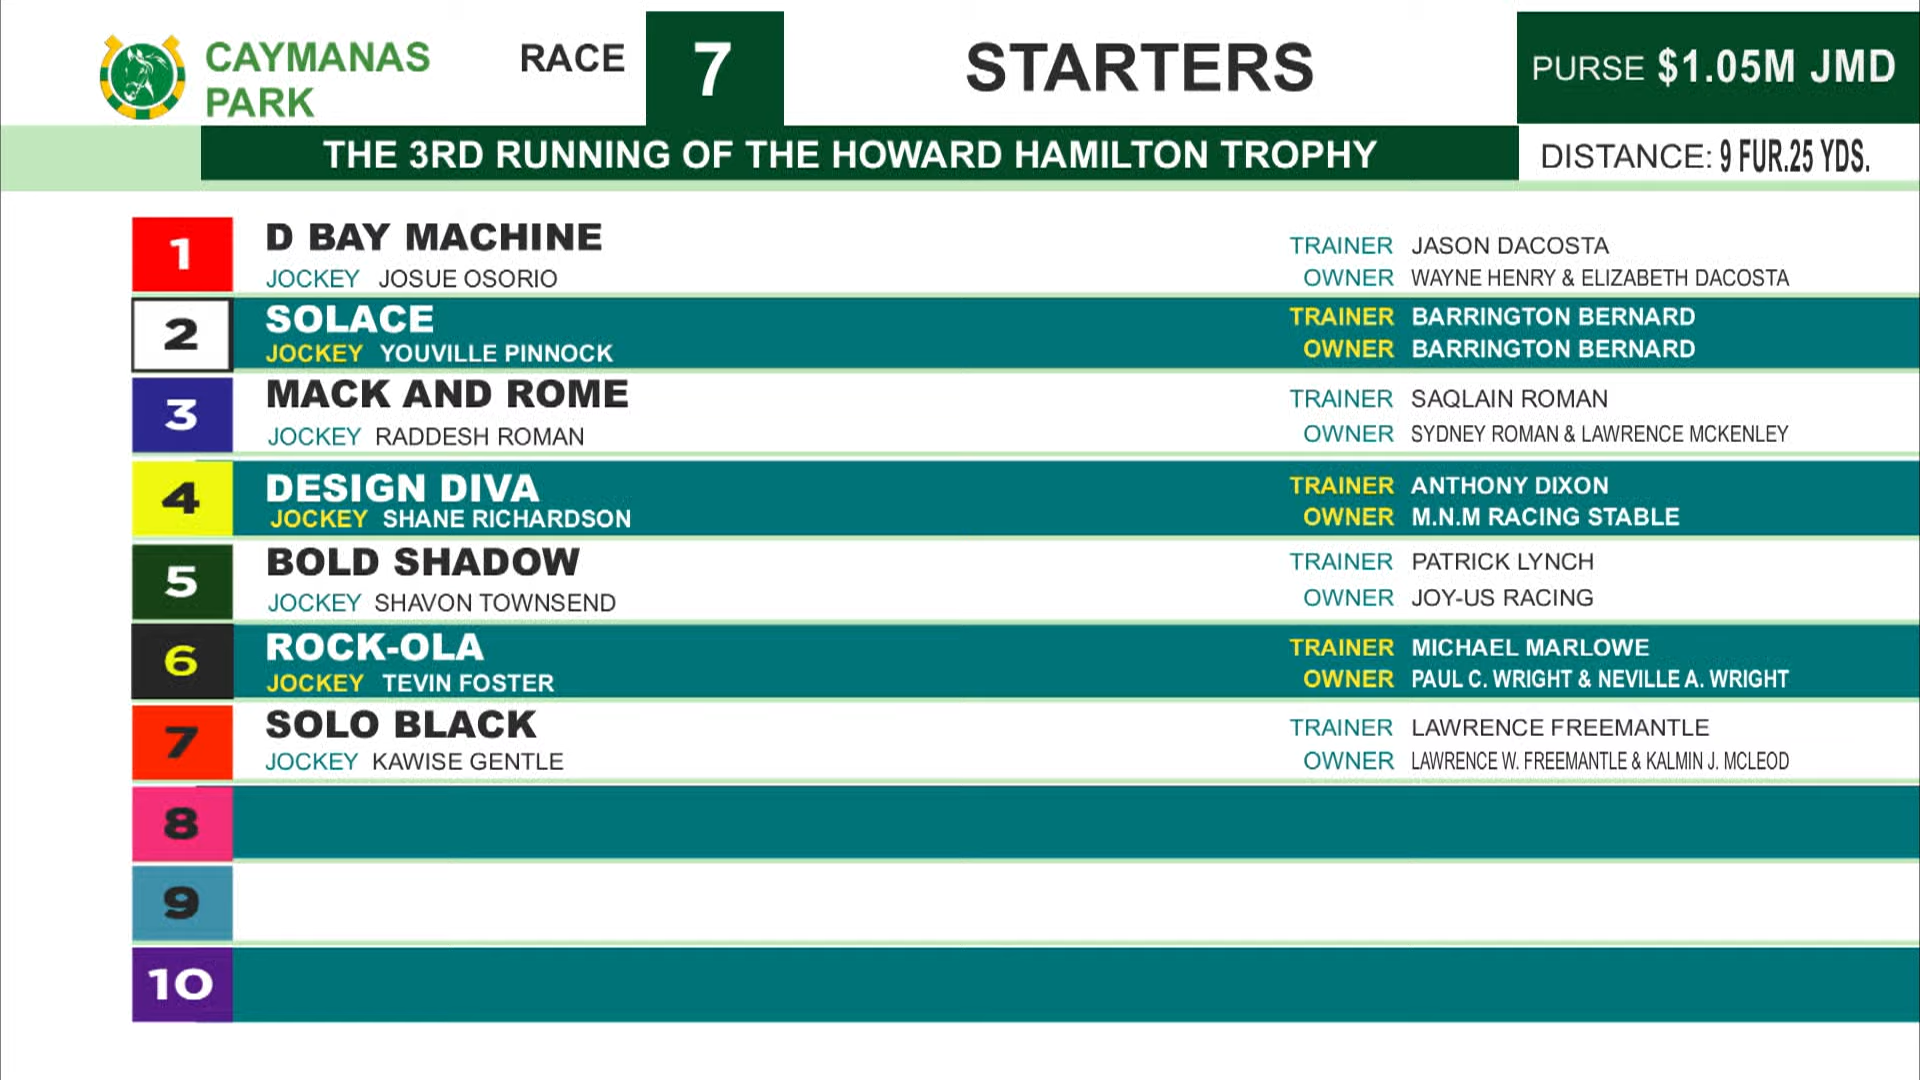 CAYMANAS PARK
RACE 7
STARTERS
PURSE $1.05M JMD
THE 3RD RUNNING OF THE HOWARD HAMILTON TROPHY
DISTANCE: 9 FUR.25 YDS.
1
D BAY MACHINE
JOCKEY JOSUE OSORIO
TRAINER JASON DACOSTA
OWNER WAYNE HENRY & ELIZABETH DACOSTA
2
SOLACE
JOCKEY YOUVILLE PINNOCK
TRAINER BARRINGTON BERNARD
OWNER BARRINGTON BERNARD
3
MACK AND ROME
JOCKEY RADDESH ROMAN
TRAINER SAQLAIN ROMAN
OWNER SYDNEY ROMAN & LAWRENCE MCKENLEY
4
DESIGN DIVA
JOCKEY SHANE RICHARDSON
TRAINER ANTHONY DIXON
OWNER M.N.M RACING STABLE
5
BOLD SHADOW
JOCKEY SHAVON TOWNSEND
TRAINER PATRICK LYNCH
OWNER JOY-US RACING
6
ROCK-OLA
JOCKEY TEVIN FOSTER
TRAINER MICHAEL MARLOWE
OWNER PAUL C. WRIGHT & NEVILLE A. WRIGHT
7
SOLO BLACK
JOCKEY KAWISE GENTLE
TRAINER LAWRENCE FREEMANTLE
OWNER LAWRENCE W. FREEMANTLE & KALMIN J. MCLEOD
8
9
10